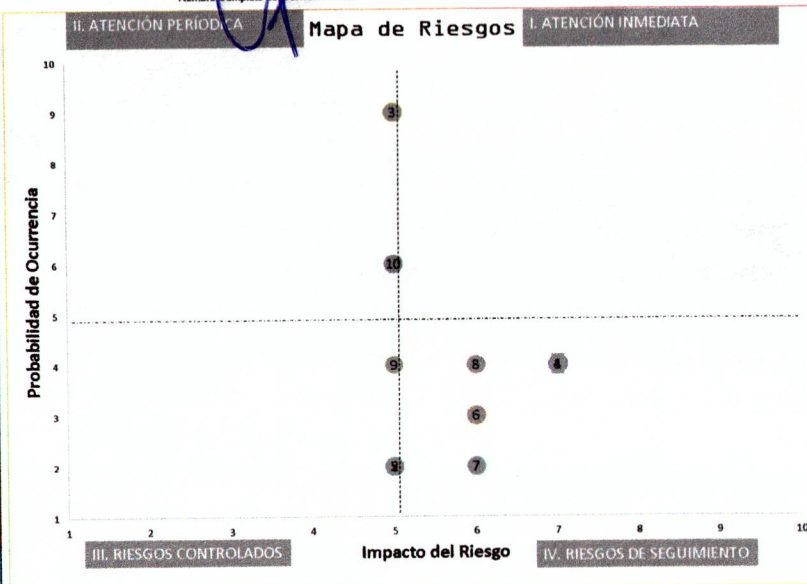 II. ATENCIÓN PERÍODICA
Mapa de Riesgos
I. ATENCIÓN INMEDIATA
10
9
8
7
6
5
4
3
2
1
Probabilidad de Ocurrencia
3
10
9
8
6
7
1 2 3 4 5 6 7 8 9 10
III. RIESGOS CONTROLADOS
Impacto del Riesgo
IV. RIESGOS DE SEGUIMIENTO